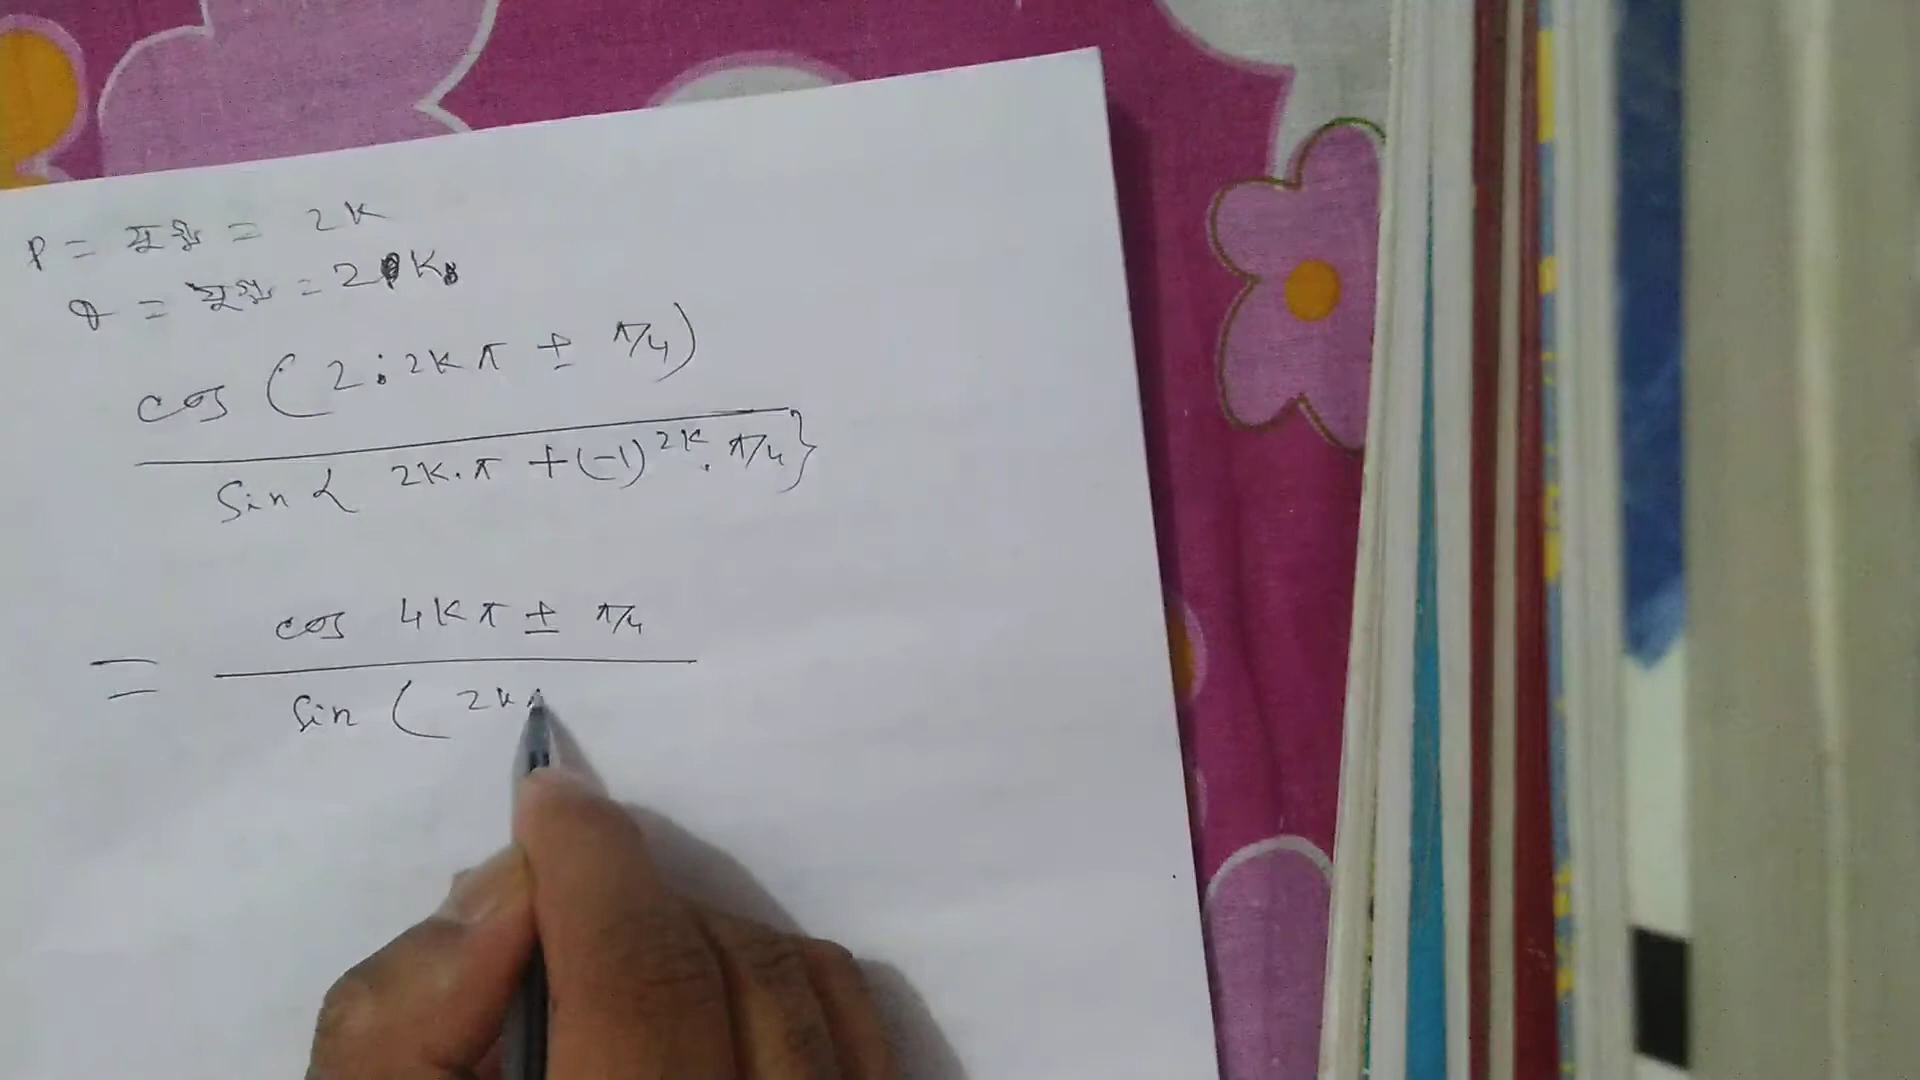 P = যুগ্ম = 2K
Q = যুগ্ম = 2K
cos (2.2Kπ ± π/4)
sin { 2K.π +(-1)^2K . π/4}
= cos 4Kπ ± π/4
sin ( 2K